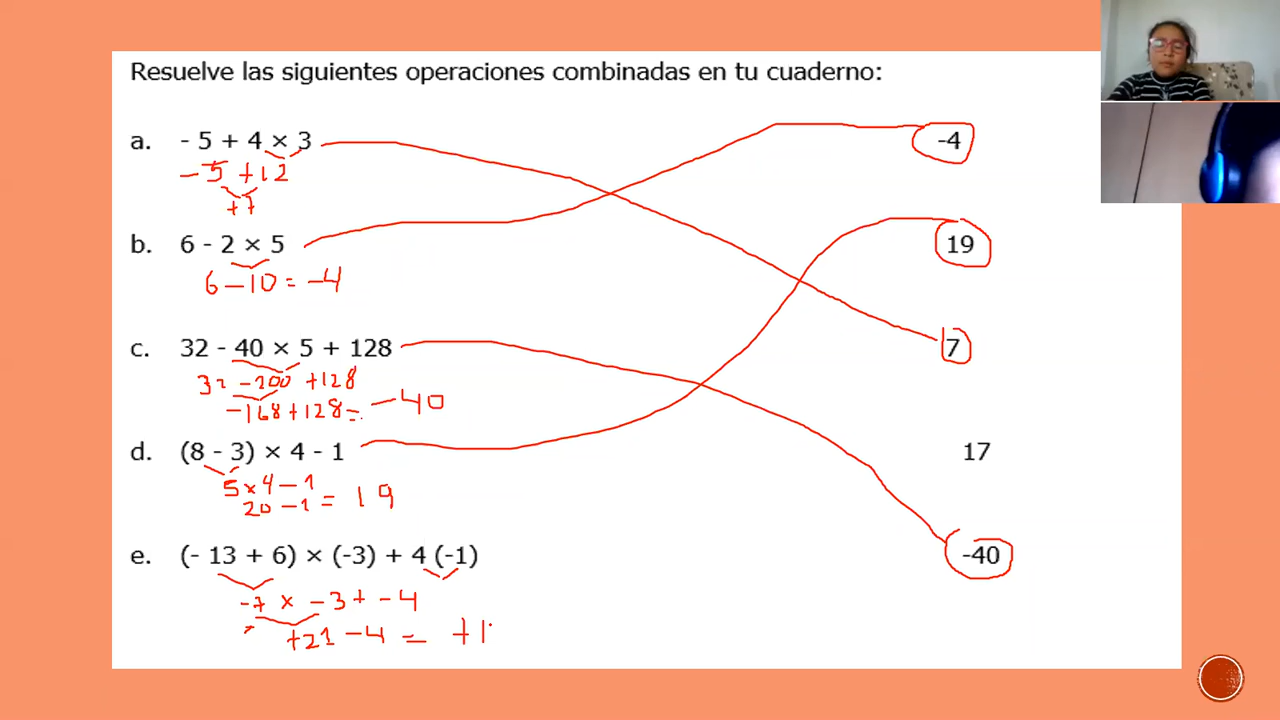 Resuelve las siguientes operaciones combinadas en tu cuaderno:
a. - 5 + 4 × 3
-4
-5 +12
+7
b. 6 - 2 × 5
19
6 -10 = -4
c. 32 - 40 × 5 + 128
7
32 -200 +128
-168+128= -40
d. (8 - 3) × 4 - 1
17
5 × 4 -1
20 -1 = 19
e. (- 13 + 6) × (-3) + 4 (-1)
-40
-7 × -3 + -4
+21 -4 = +1